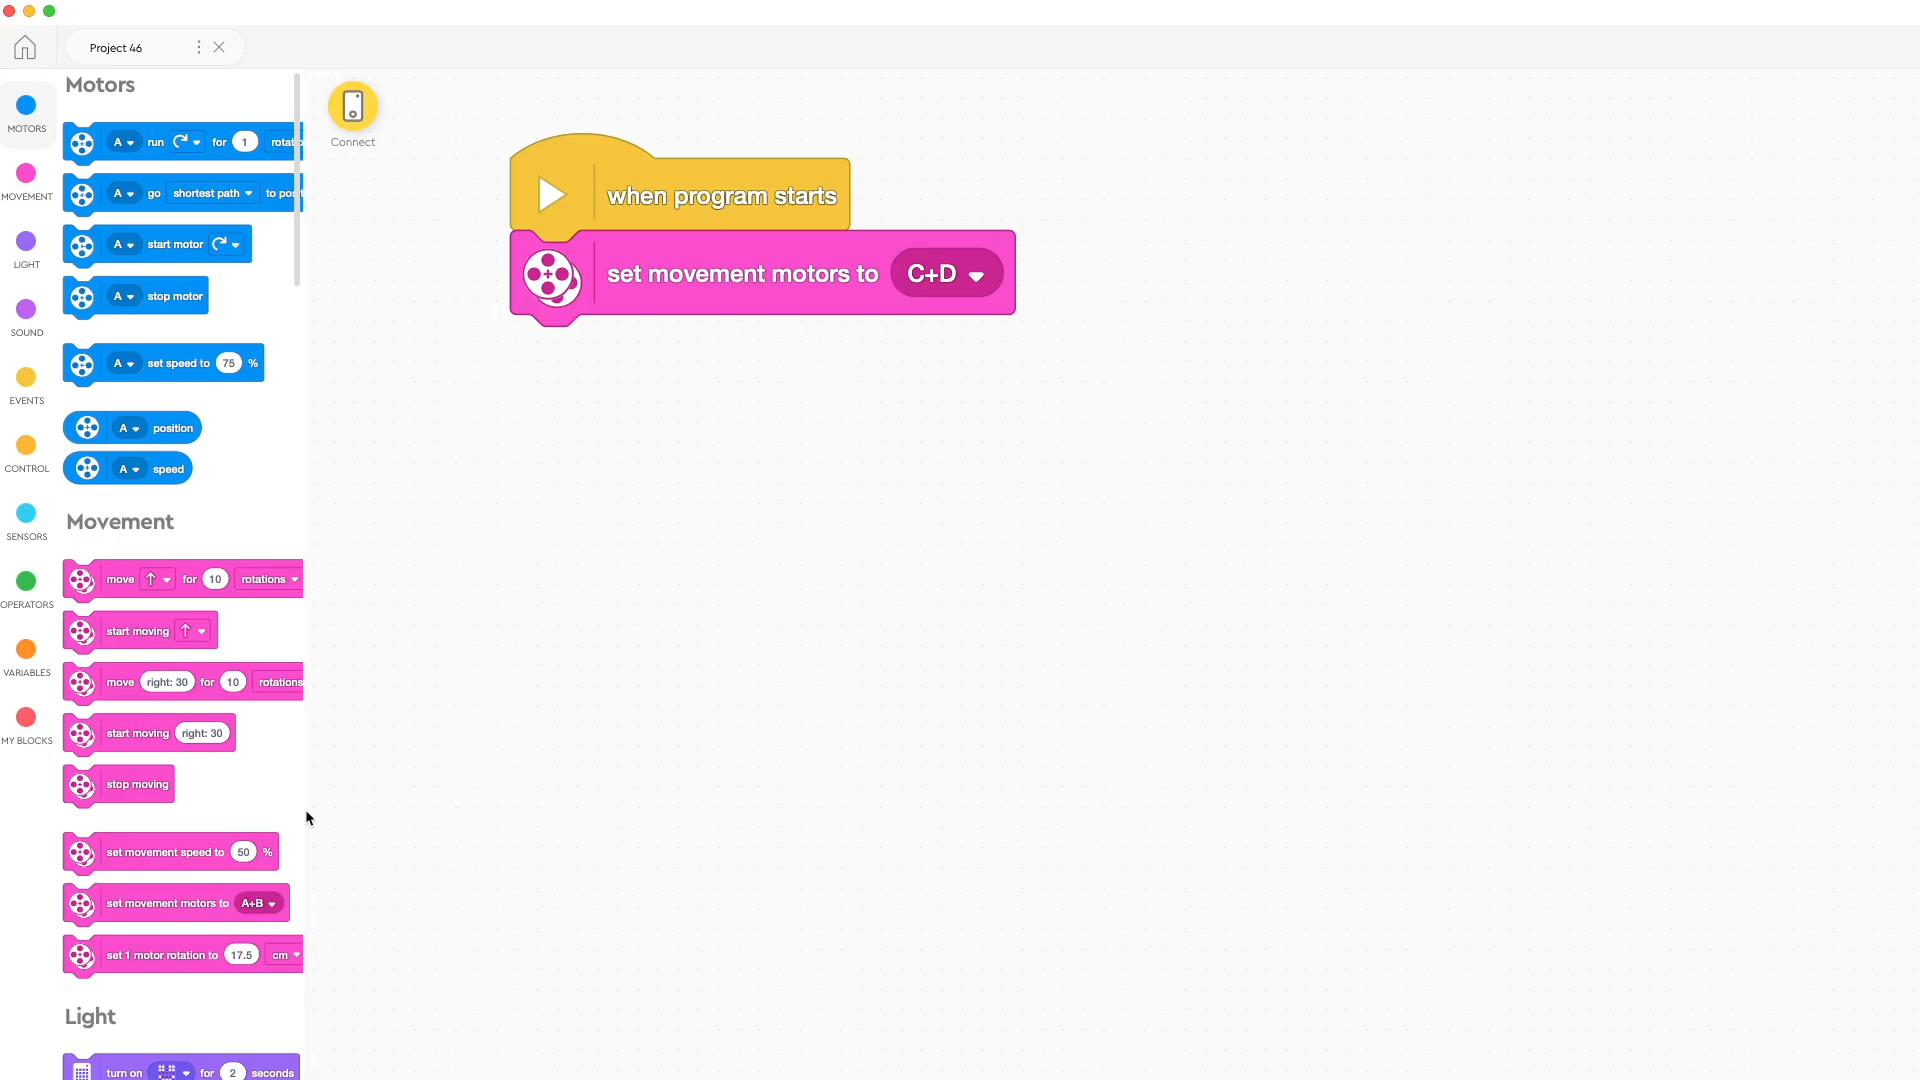 Project 46
Motors
MOTORS
MOVEMENT
LIGHT
SOUND
EVENTS
CONTROL
SENSORS
OPERATORS
VARIABLES
MY BLOCKS
A run for 1 rotatio
A go shortest path to posit
A start motor
A stop motor
A set speed to 75 %
A position
A speed
Movement
move for 10 rotations
start moving
move right: 30 for 10 rotations
start moving right: 30
stop moving
set movement speed to 50 %
set movement motors to A+B
set 1 motor rotation to 17.5 cm
Light
turn on for 2 seconds
Connect
when program starts
set movement motors to C+D